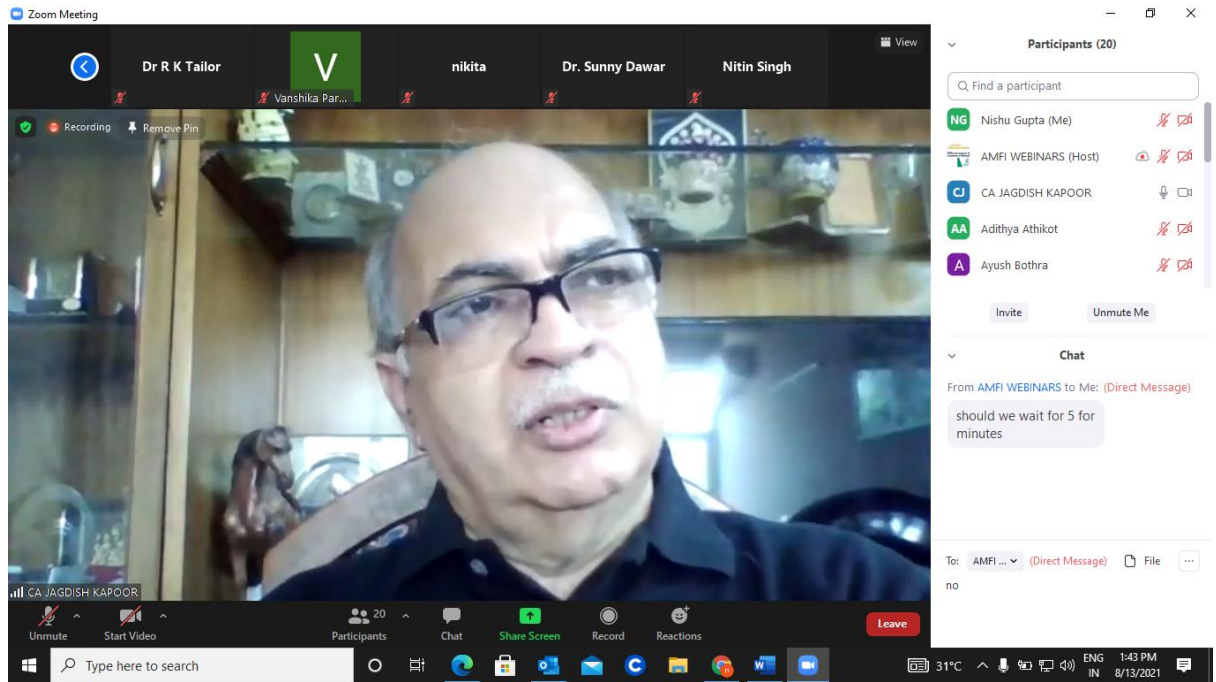 Zoom Meeting
Dr R K Tailor
V
Vanshika Par...
nikita
Dr. Sunny Dawar
Nitin Singh
View
Recording
Remove Pin
CA JAGDISH KAPOOR
Unmute
Start Video
20
Participants
Chat
Share Screen
Record
Reactions
Leave
Participants (20)
Find a participant
NG Nishu Gupta (Me)
AMFI WEBINARS (Host)
CJ CA JAGDISH KAPOOR
AA Adithya Athikot
A Ayush Bothra
Invite
Unmute Me
Chat
From AMFI WEBINARS to Me: (Direct Message)
should we wait for 5 for
minutes
To: AMFI ... (Direct Message) File ...
no
Type here to search
31°C
ENG
IN
1:43 PM
8/13/2021